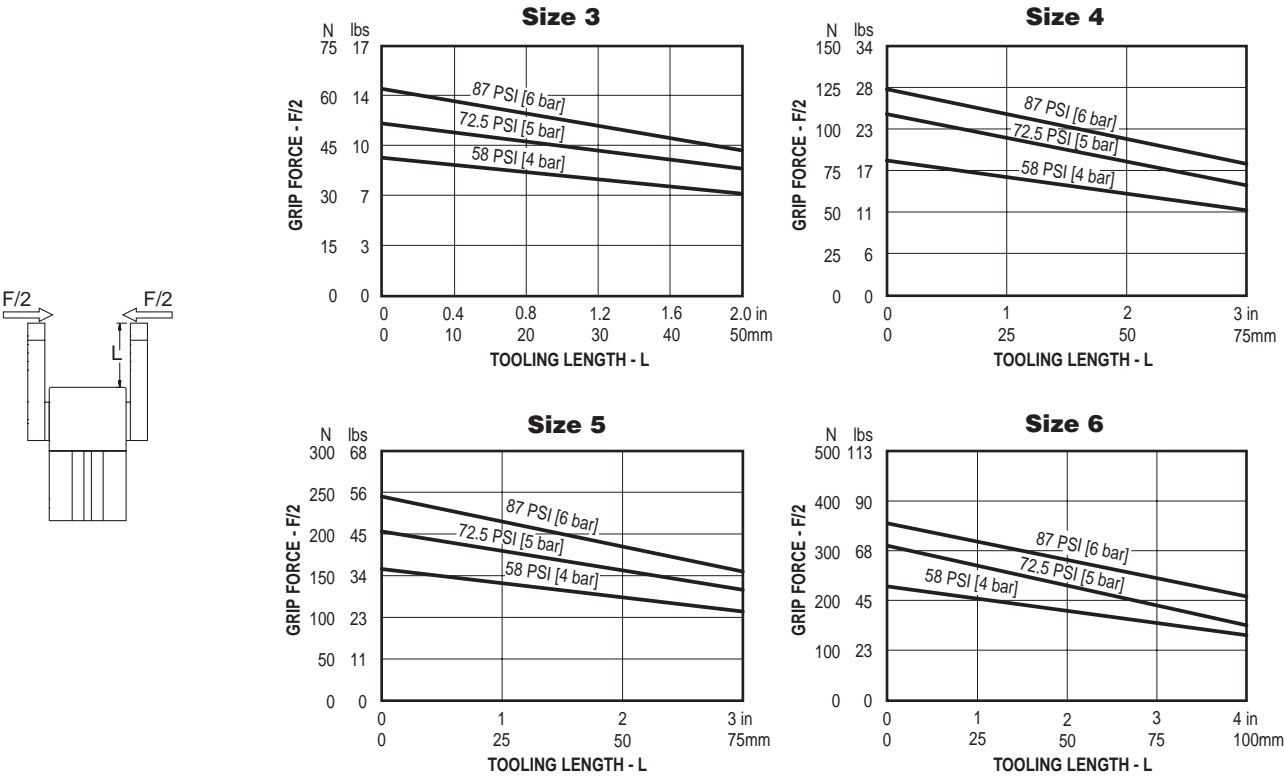 F/2
F/2
L
Size 3
N lbs
75 17
60 14
45 10
30 7
15 3
0 0
GRIP FORCE - F/2
87 PSI [6 bar]
72.5 PSI [5 bar]
58 PSI [4 bar]
0 0.4 0.8 1.2 1.6 2.0 in
0 10 20 30 40 50mm
TOOLING LENGTH - L
Size 4
N lbs
150 34
125 28
100 23
75 17
50 11
25 6
0 0
GRIP FORCE - F/2
87 PSI [6 bar]
72.5 PSI [5 bar]
58 PSI [4 bar]
0 1 2 3 in
0 25 50 75mm
TOOLING LENGTH - L
Size 5
N lbs
300 68
250 56
200 45
150 34
100 23
50 11
0 0
GRIP FORCE - F/2
87 PSI [6 bar]
72.5 PSI [5 bar]
58 PSI [4 bar]
0 1 2 3 in
0 25 50 75mm
TOOLING LENGTH - L
Size 6
N lbs
500 113
400 90
300 68
200 45
100 23
0 0
GRIP FORCE - F/2
87 PSI [6 bar]
72.5 PSI [5 bar]
58 PSI [4 bar]
0 1 2 3 4 in
0 25 50 75 100mm
TOOLING LENGTH - L